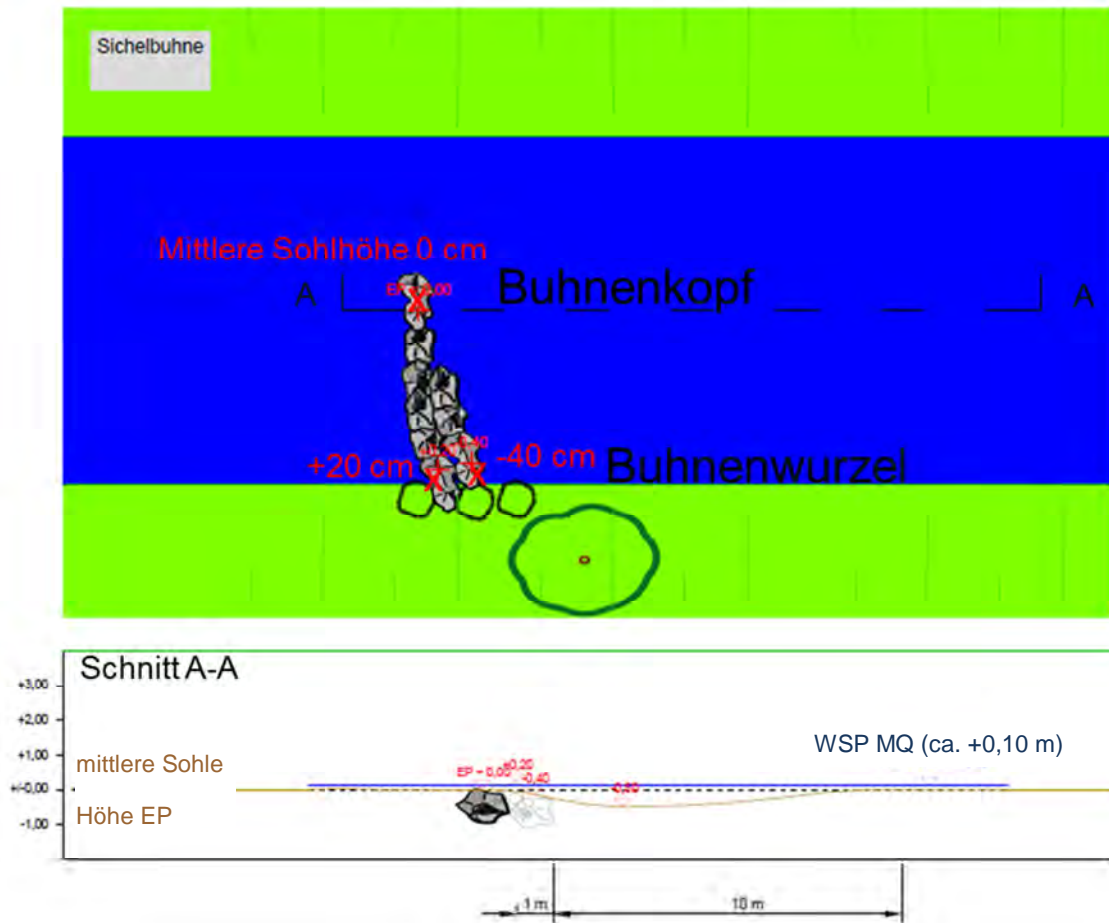 Sichelbuhne
Mittlere Sohlhöhe 0 cm
A
Buhnenkopf
A
+20 cm
-40 cm
Buhnenwurzel
Schnitt A-A
+3,00
+2,00
+1,00
+/-0,00
-1,00
mittlere Sohle
Höhe EP
WSP MQ (ca. +0,10 m)
EP = 0,00
+0,20
-0,40
1 m
10 m